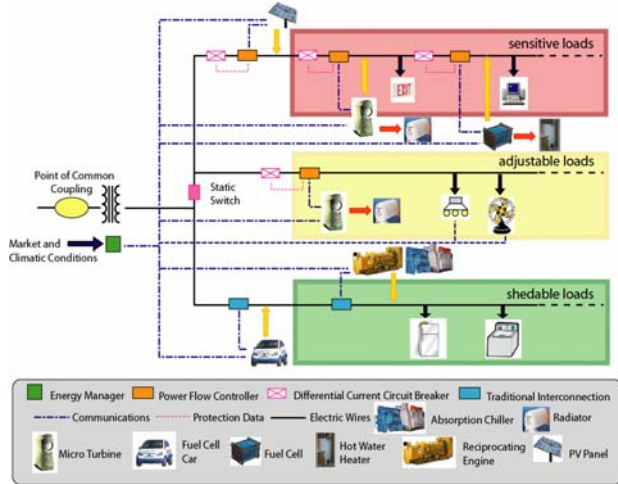 sensitive loads
EXIT
adjustable loads
Point of Common
Coupling
Static
Switch
Market and
Climatic Conditions
shedable loads
Energy Manager
Power Flow Controller
Differential Current Circuit Breaker
Traditional Interconnection
Communications
Protection Data
Electric Wires
Absorption Chiller
Radiator
Micro Turbine
Fuel Cell
Car
Fuel Cell
Hot Water
Heater
Reciprocating
Engine
PV Panel